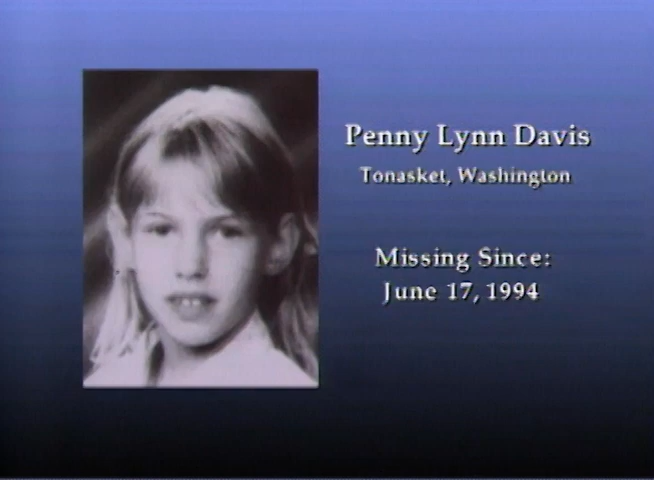 Penny Lynn Davis
Tonasket, Washington
Missing Since:
June 17, 1994